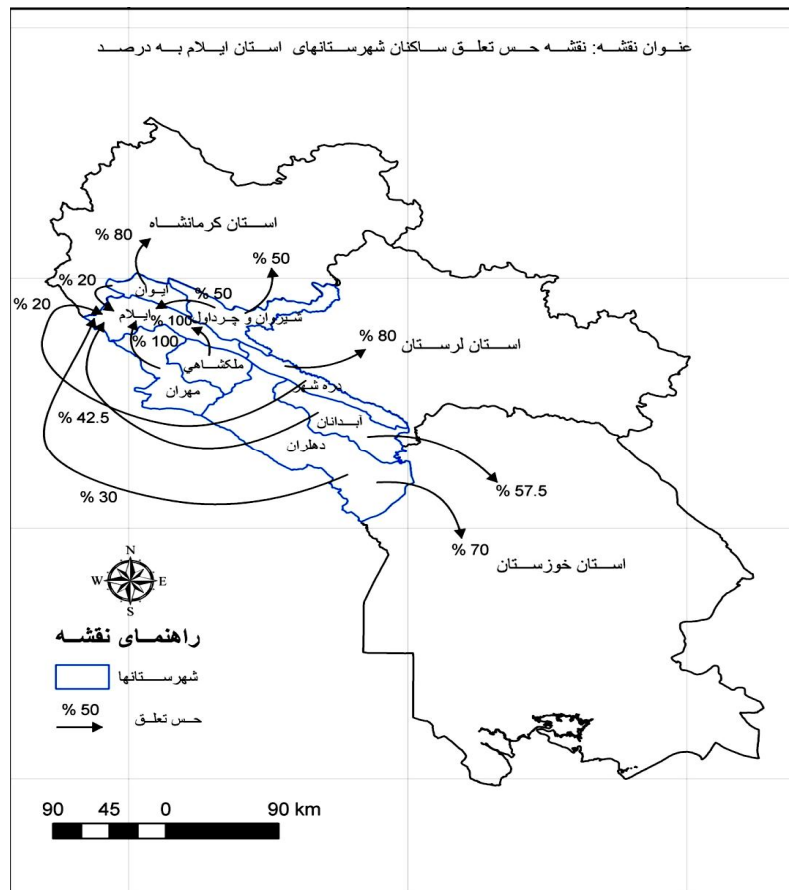 عنوان نقشه: نقشه حس تعلق ساکنان شهرستانهای استان ایلام به درصد
استان کرمانشاه
% 80
% 50
% 20
ایوان
% 50
% 20
ایلام
% 100
شیروان و چرداول
% 100
% 80
استان لرستان
ملکشاهي
دره شهر
مهران
% 42.5
آبدانان
دهلران
% 57.5
% 30
% 70
استان خوزستان
N
W E
S
راهنمای نقشه
شهرستانها
% 50
حس تعلق
90 45 0 90 km